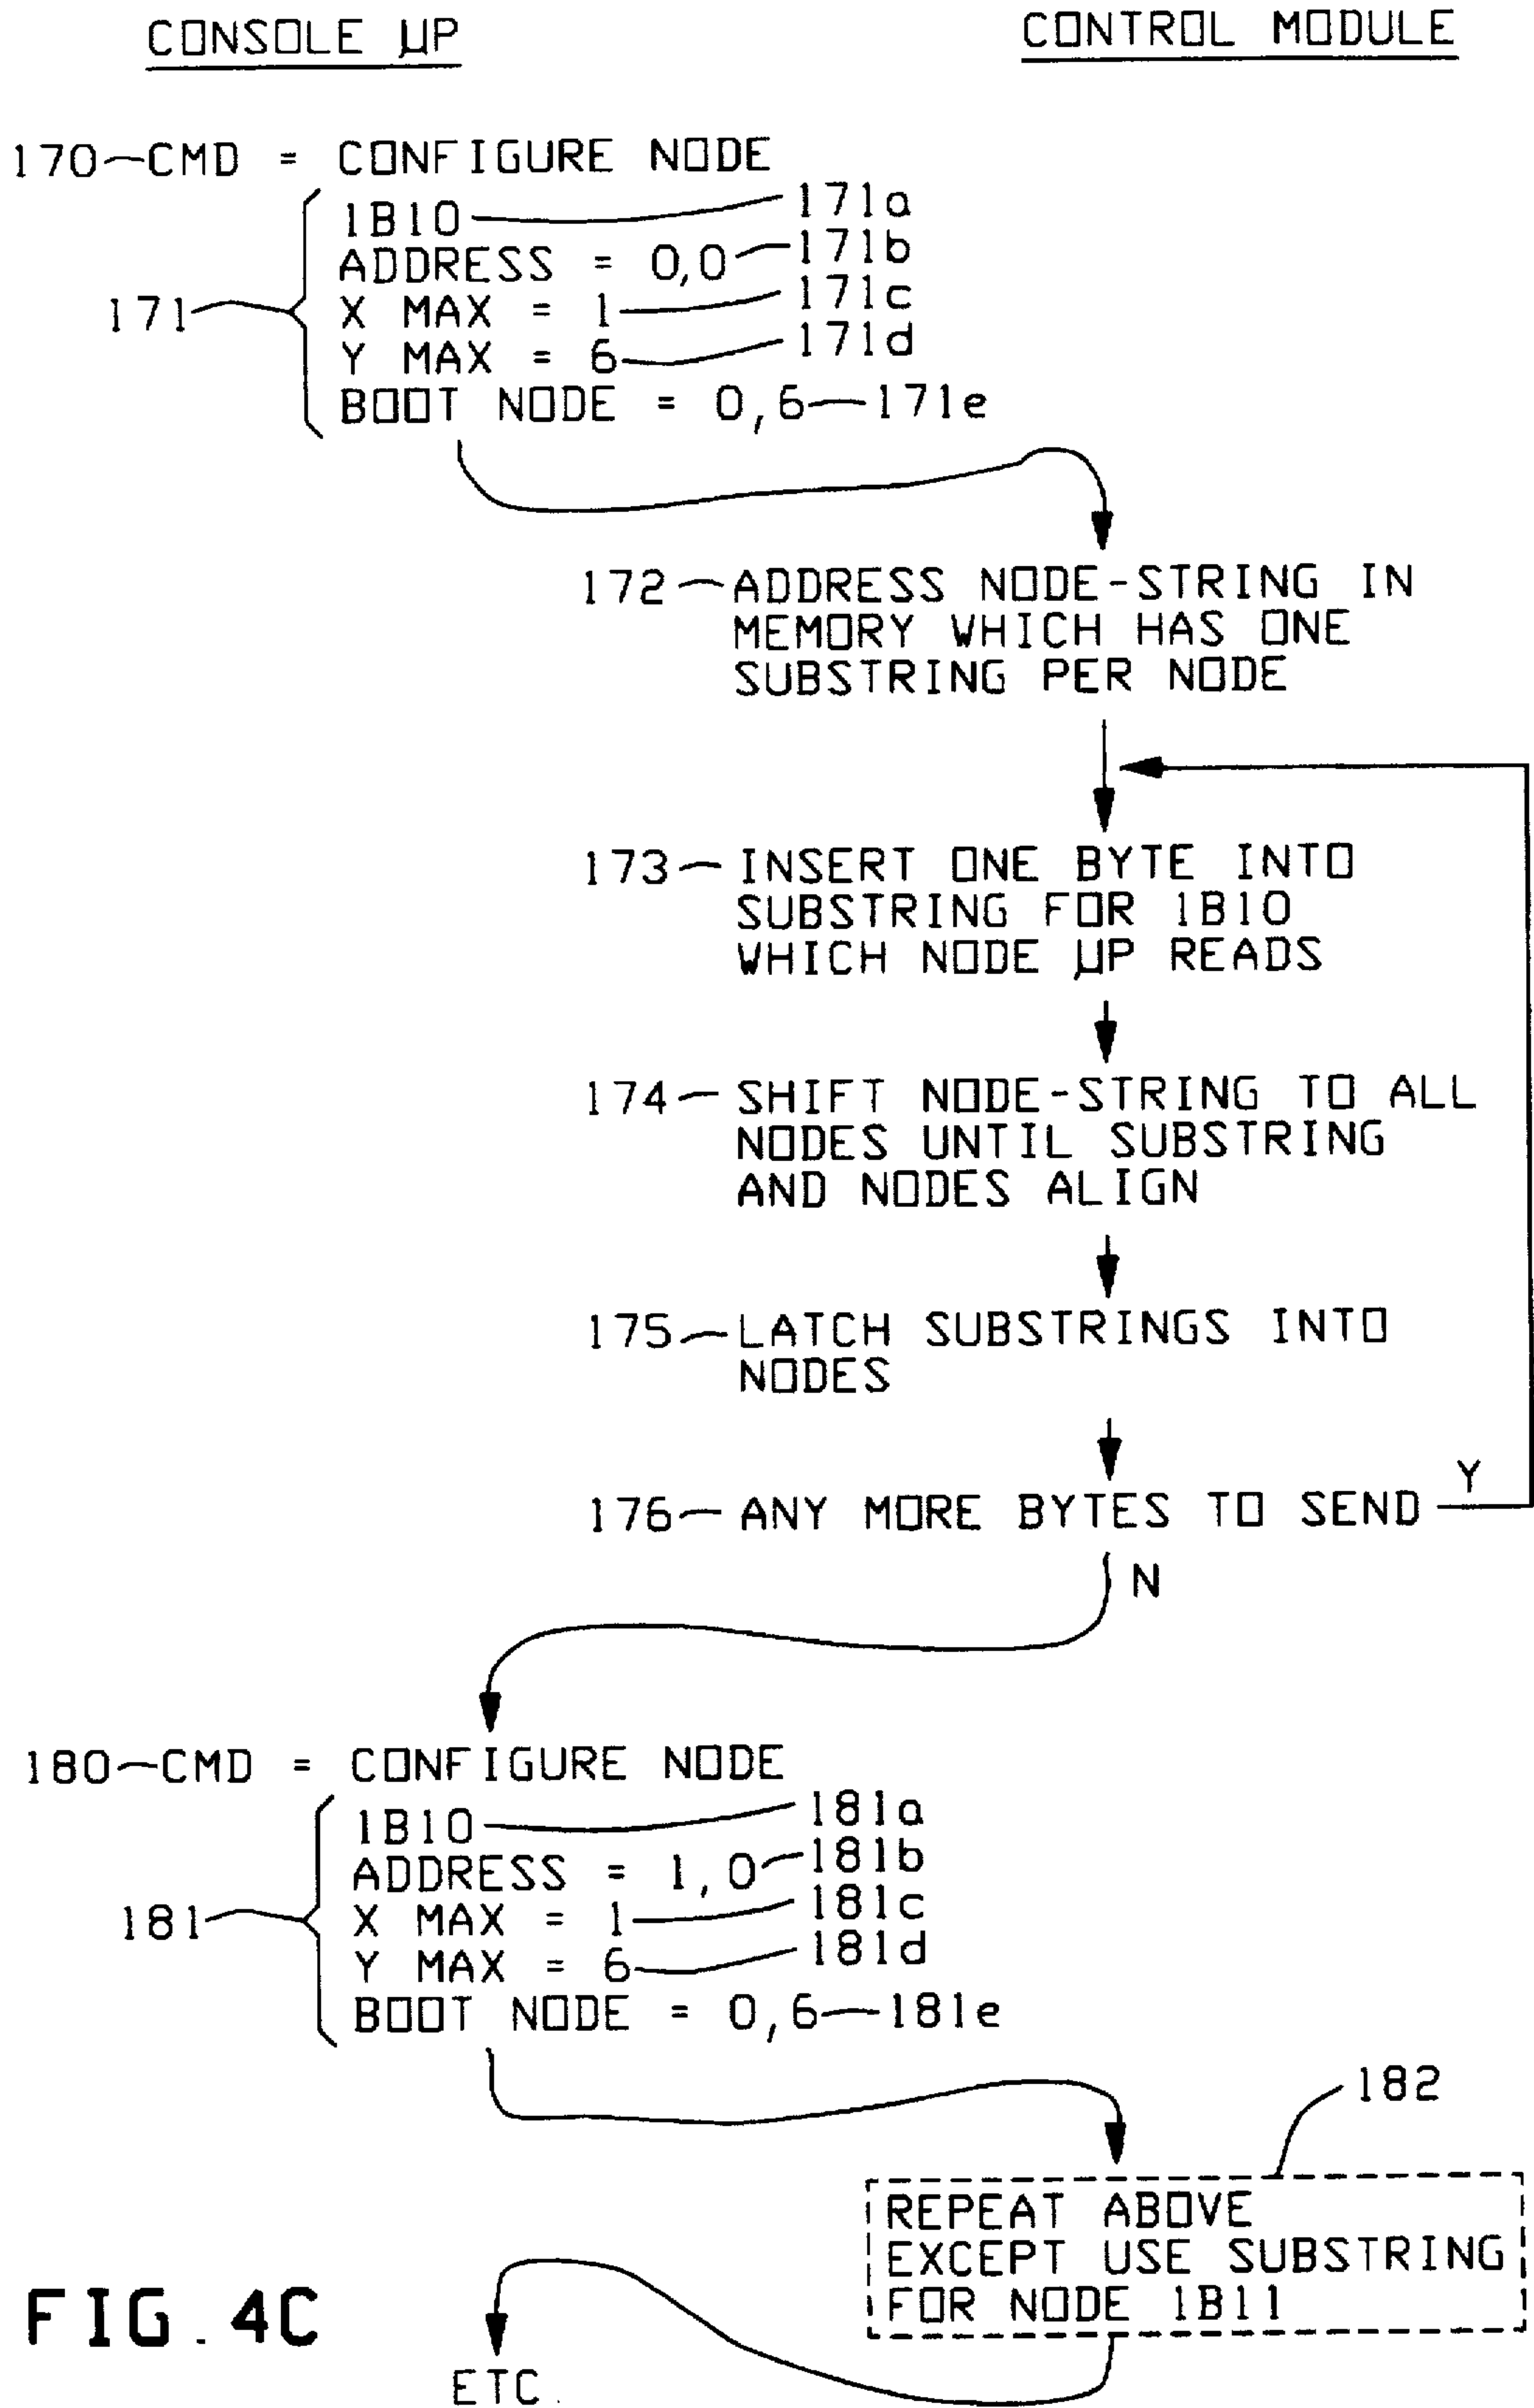 CONSOLE µP
CONTROL MODULE
170 CMD = CONFIGURE NODE
1B10 171a
ADDRESS = 0,0 171b
171 X MAX = 1 171c
Y MAX = 6 171d
BOOT NODE = 0,6 171e
172 ADDRESS NODE-STRING IN
MEMORY WHICH HAS ONE
SUBSTRING PER NODE
173 INSERT ONE BYTE INTO
SUBSTRING FOR 1B10
WHICH NODE µP READS
174 SHIFT NODE-STRING TO ALL
NODES UNTIL SUBSTRING
AND NODES ALIGN
175 LATCH SUBSTRINGS INTO
NODES
176 ANY MORE BYTES TO SEND Y
N
180 CMD = CONFIGURE NODE
1B10 181a
ADDRESS = 1,0 181b
181 X MAX = 1 181c
Y MAX = 6 181d
BOOT NODE = 0,6 181e
182
REPEAT ABOVE
EXCEPT USE SUBSTRING
FOR NODE 1B11
FIG.4C
ETC.